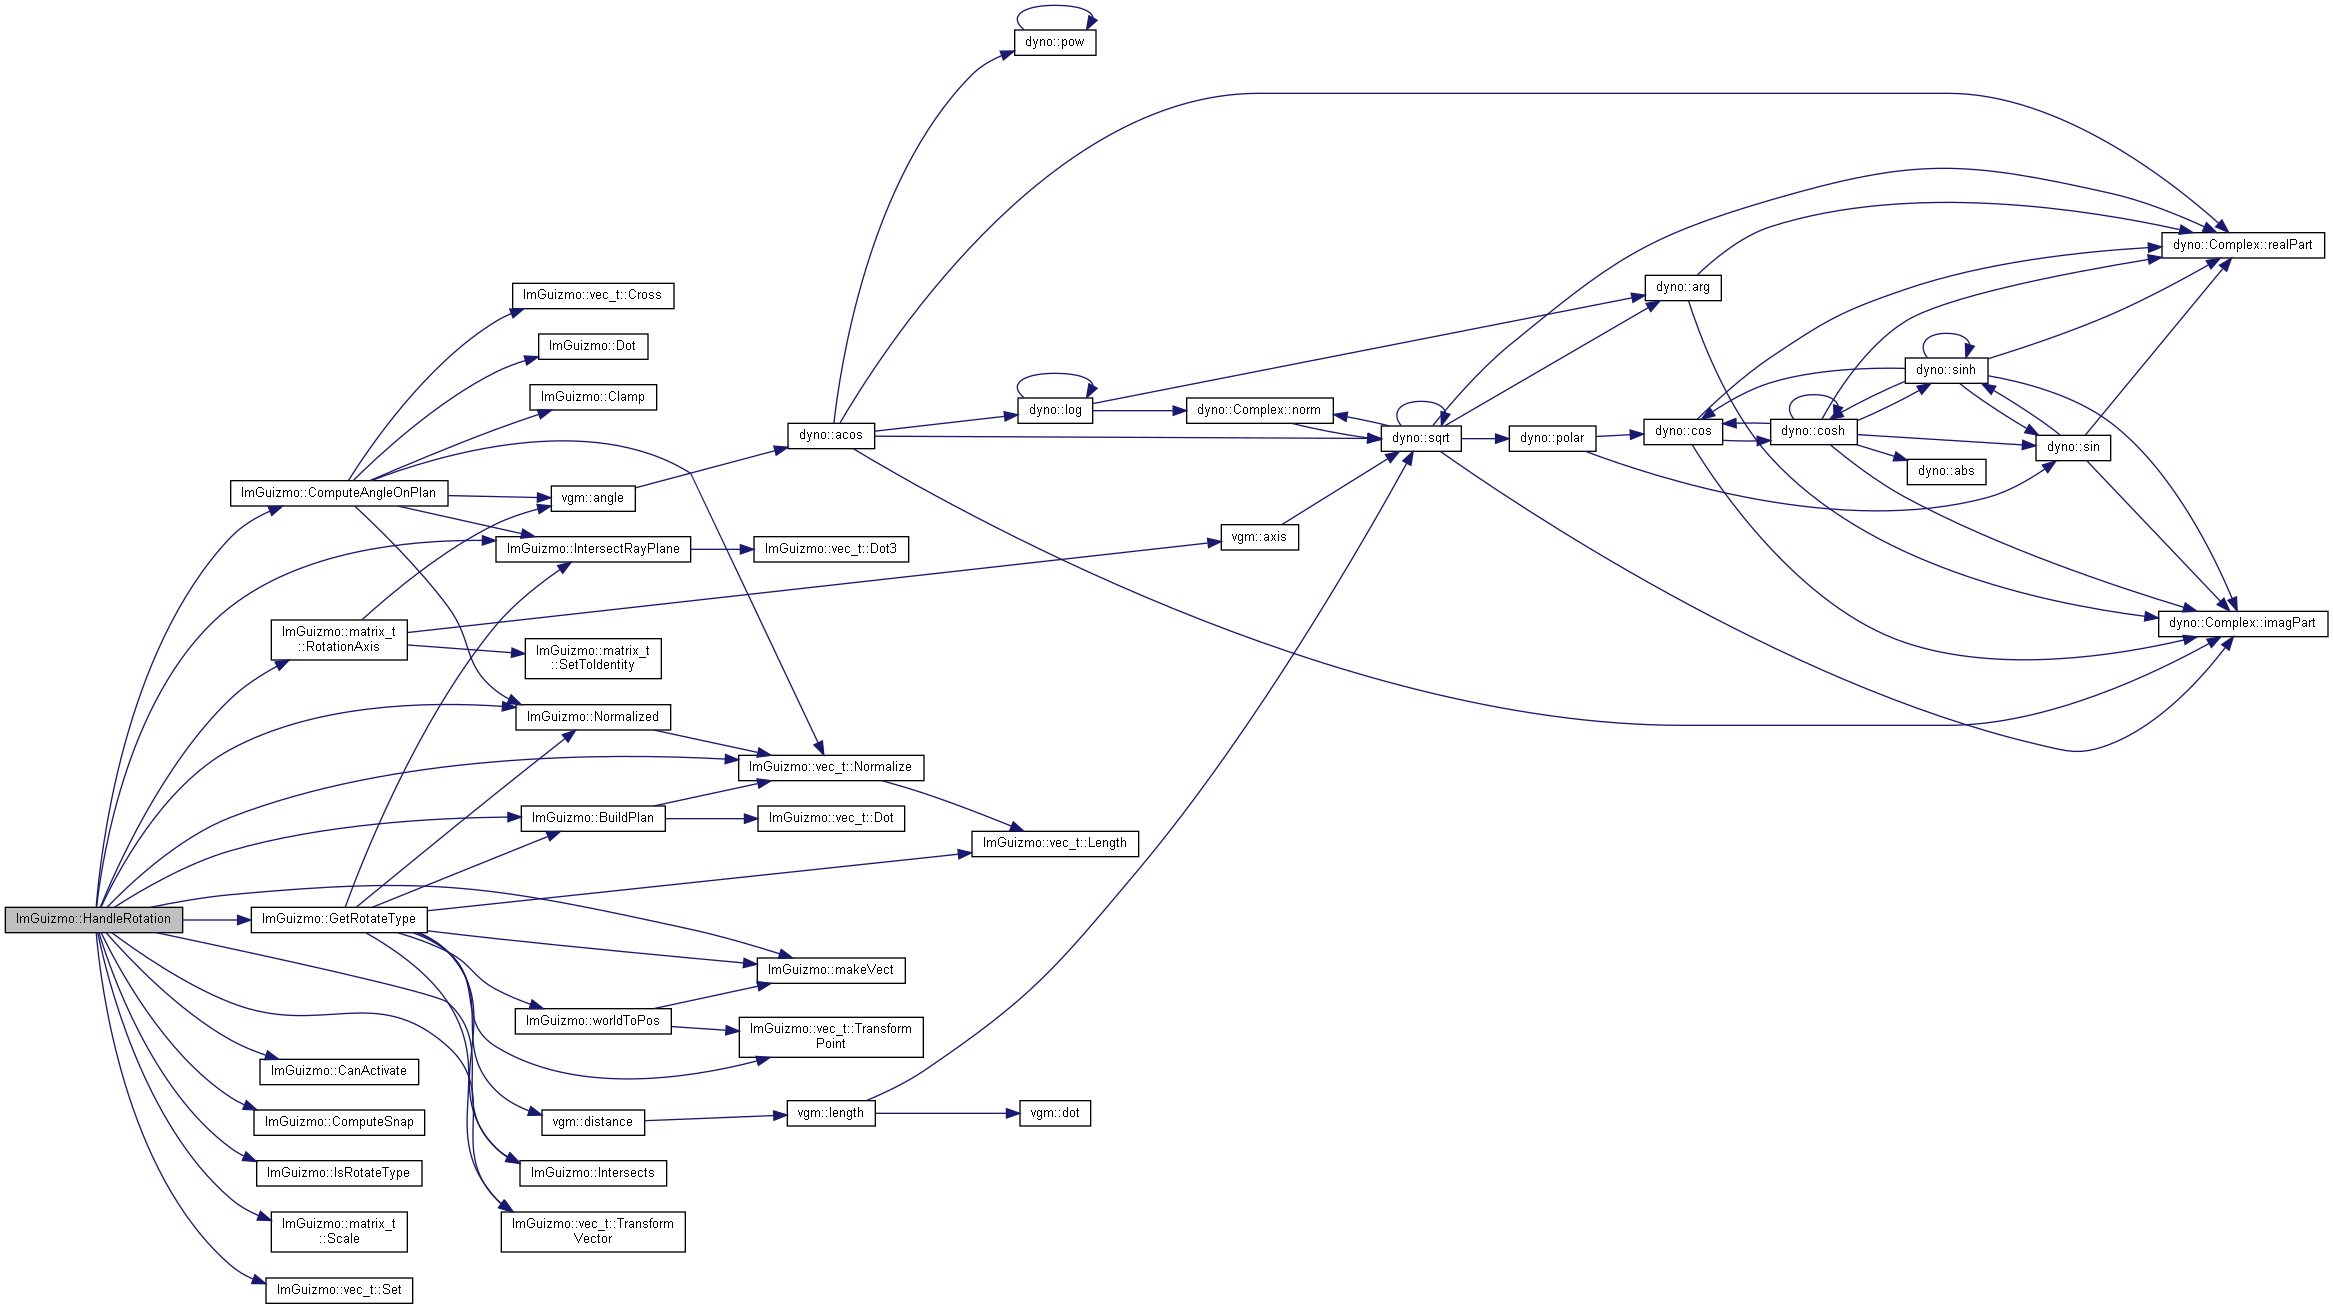 dyno::pow
dyno::Complex::realPart
dyno::arg
ImGuizmo::vec_t::Cross
ImGuizmo::Dot
dyno::sinh
ImGuizmo::Clamp
dyno::log
dyno::Complex::norm
dyno::acos
dyno::sqrt
dyno::polar
dyno::cos
dyno::cosh
dyno::sin
dyno::abs
ImGuizmo::ComputeAngleOnPlan
vgm::angle
vgm::axis
ImGuizmo::IntersectRayPlane
ImGuizmo::vec_t::Dot3
dyno::Complex::imagPart
ImGuizmo::matrix_t
::RotationAxis
ImGuizmo::matrix_t
::SetToIdentity
ImGuizmo::Normalized
ImGuizmo::vec_t::Normalize
ImGuizmo::BuildPlan
ImGuizmo::vec_t::Dot
ImGuizmo::vec_t::Length
ImGuizmo::HandleRotation
ImGuizmo::GetRotateType
ImGuizmo::makeVect
ImGuizmo::worldToPos
ImGuizmo::vec_t::Transform
Point
ImGuizmo::CanActivate
ImGuizmo::ComputeSnap
vgm::distance
vgm::length
vgm::dot
ImGuizmo::IsRotateType
ImGuizmo::Intersects
ImGuizmo::matrix_t
::Scale
ImGuizmo::vec_t::Transform
Vector
ImGuizmo::vec_t::Set